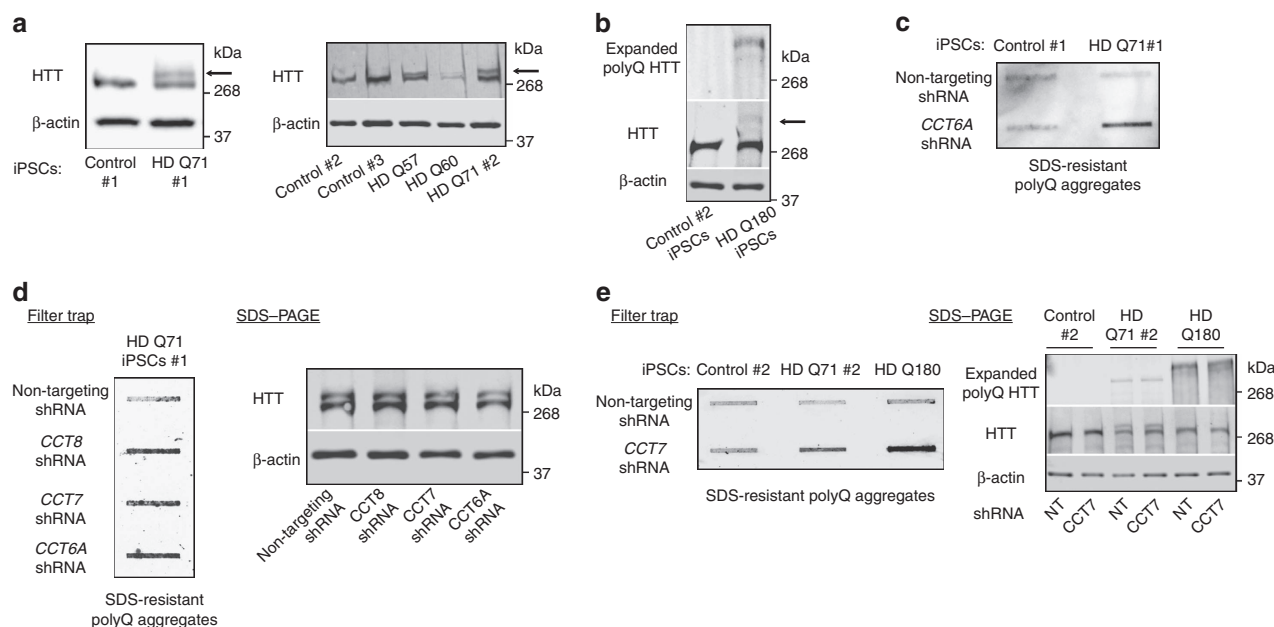 a
kDa
HTT
268
β-actin
37
iPSCs:
Control
#1
HD Q71
#1
kDa
HTT
268
β-actin
37
Control #2
Control #3
HD Q57
HD Q60
HD Q71 #2
b
Expanded
polyQ HTT
kDa
268
HTT
268
β-actin
37
Control #2
iPSCs
HD Q180
iPSCs
c
iPSCs: Control #1 HD Q71#1
Non-targeting
shRNA
CCT6A
shRNA
SDS-resistant
polyQ aggregates
d
Filter trap
HD Q71
iPSCs #1
Non-targeting
shRNA
CCT8
shRNA
CCT7
shRNA
CCT6A
shRNA
SDS-resistant
polyQ aggregates
SDS–PAGE
kDa
HTT
268
β-actin
37
Non-targeting
shRNA
CCT8
shRNA
CCT7
shRNA
CCT6A
shRNA
e
Filter trap
iPSCs: Control #2 HD Q71 #2 HD Q180
Non-targeting
shRNA
CCT7
shRNA
SDS-resistant polyQ aggregates
SDS–PAGE
Control
#2
HD
Q71 #2
HD
Q180
Expanded
polyQ HTT
kDa
268
HTT
268
β-actin
37
shRNA
NT
CCT7
NT
CCT7
NT
CCT7